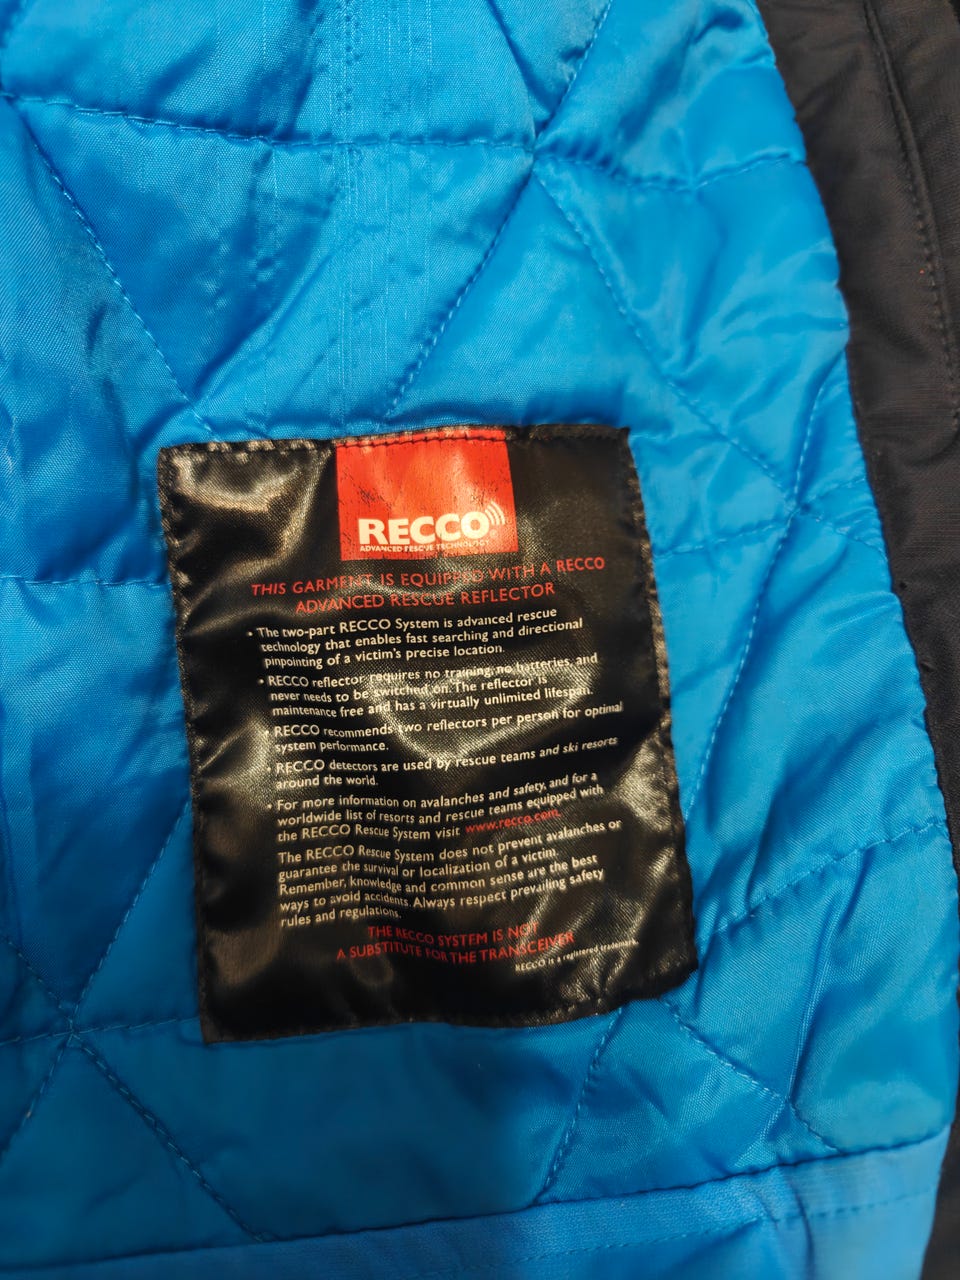 RECCO
ADVANCED RESCUE TECHNOLOGY
THIS GARMENT IS EQUIPPED WITH A RECCO
ADVANCED RESCUE REFLECTOR
• The two-part RECCO System is advanced rescue
technology that enables fast searching and directional
pinpointing of a victim's precise location.
• RECCO reflector requires no training, no batteries, and
never needs to be switched on. The reflector is
maintenance free and has a virtually unlimited lifespan.
• RECCO recommends two reflectors per person for optimal
system performance.
• RECCO detectors are used by rescue teams and ski resorts
around the world.
• For more information on avalanches and safety, and for a
worldwide list of resorts and rescue teams equipped with
the RECCO Rescue System visit www.recco.com.
The RECCO Rescue System does not prevent avalanches or
guarantee the survival or localization of a victim.
Remember, knowledge and common sense are the best
ways to avoid accidents. Always respect prevailing safety
rules and regulations.
THE RECCO SYSTEM IS NOT
A SUBSTITUTE FOR THE TRANSCEIVER
RECCO is a registered trademark.